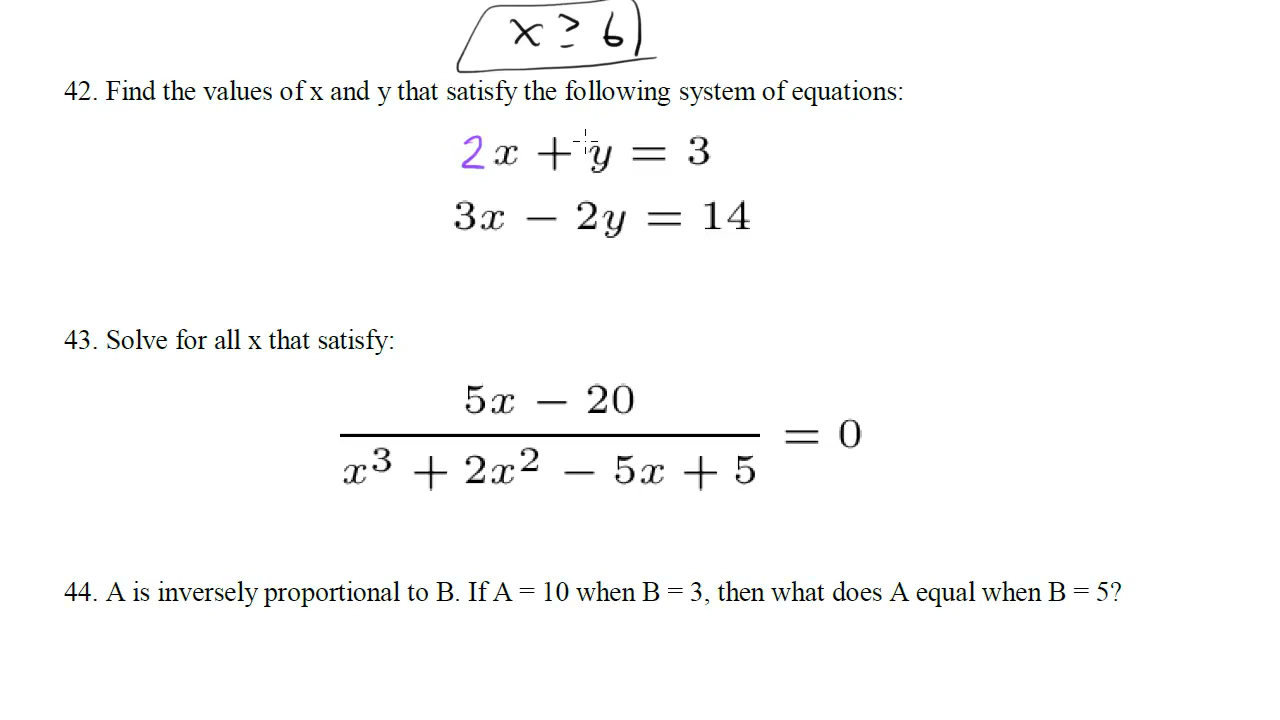 x ≥ 6
42. Find the values of x and y that satisfy the following system of equations:
2x + y = 3
3x − 2y = 14
43. Solve for all x that satisfy:
5x − 20
x³ + 2x² − 5x + 5
= 0
44. A is inversely proportional to B. If A = 10 when B = 3, then what does A equal when B = 5?